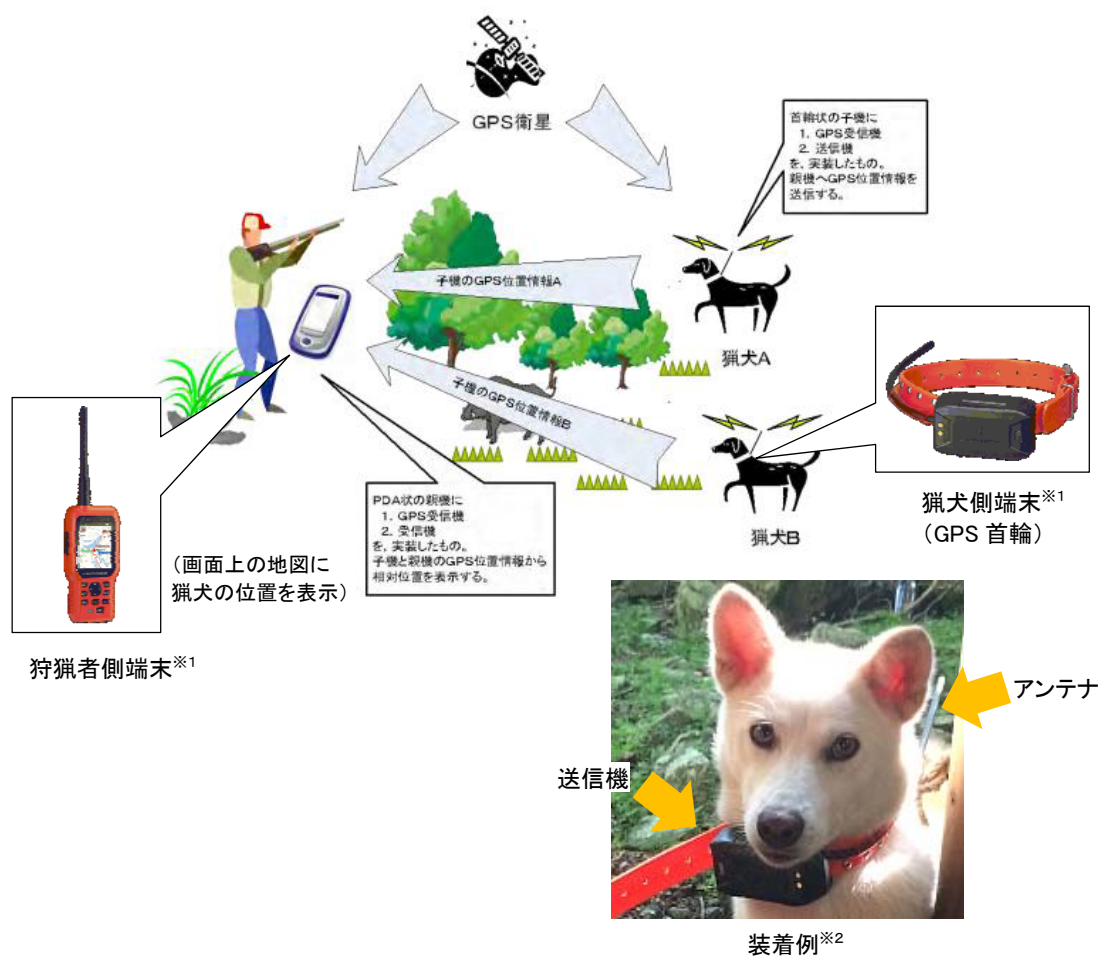 GPS衛星
首輪状の子機に
1. GPS受信機
2. 送信機
を、実装したもの。
親機へGPS位置情報を
送信する。
子機のGPS位置情報A
猟犬A
子機のGPS位置情報B
猟犬B
猟犬側端末※1
（GPS 首輪）
PDA状の親機に
1. GPS受信機
2. 受信機
を、実装したもの。
子機と親機のGPS位置情報から
相対位置を表示する。
（画面上の地図に
猟犬の位置を表示）
狩猟者側端末※1
アンテナ
送信機
装着例※2